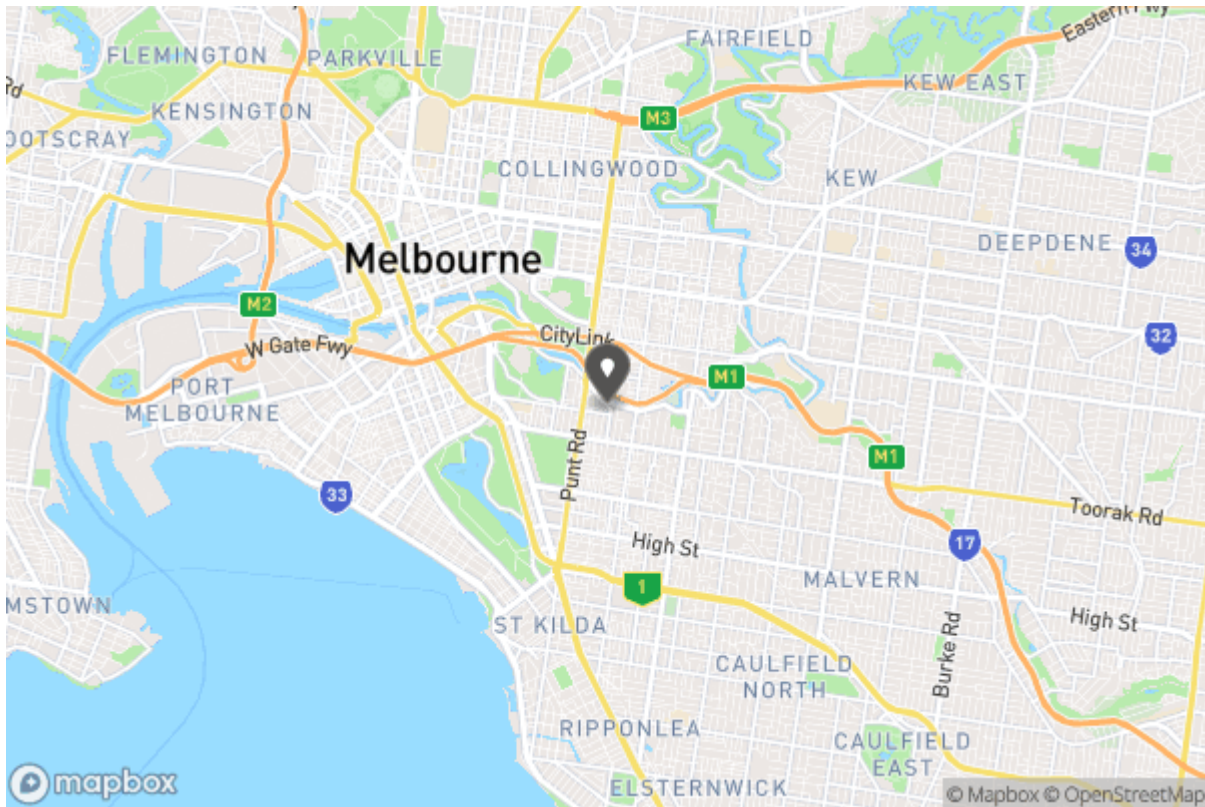 FAIRFIELD
Eastern Fwy
FLEMINGTON
PARKVILLE
KEW EAST
Rd
KENSINGTON
M3
OOTSCRAY
COLLINGWOOD
KEW
DEEPDENE
34
Melbourne
M2
CityLink
32
W Gate Fwy
M1
PORT
MELBOURNE
Punt Rd
M1
33
Toorak Rd
High St
17
1
MALVERN
MSTOWN
High St
ST KILDA
Burke Rd
CAULFIELD
NORTH
RIPPONLEA
CAULFIELD
EAST
ELSTERNWICK
mapbox
© Mapbox © OpenStreetMap